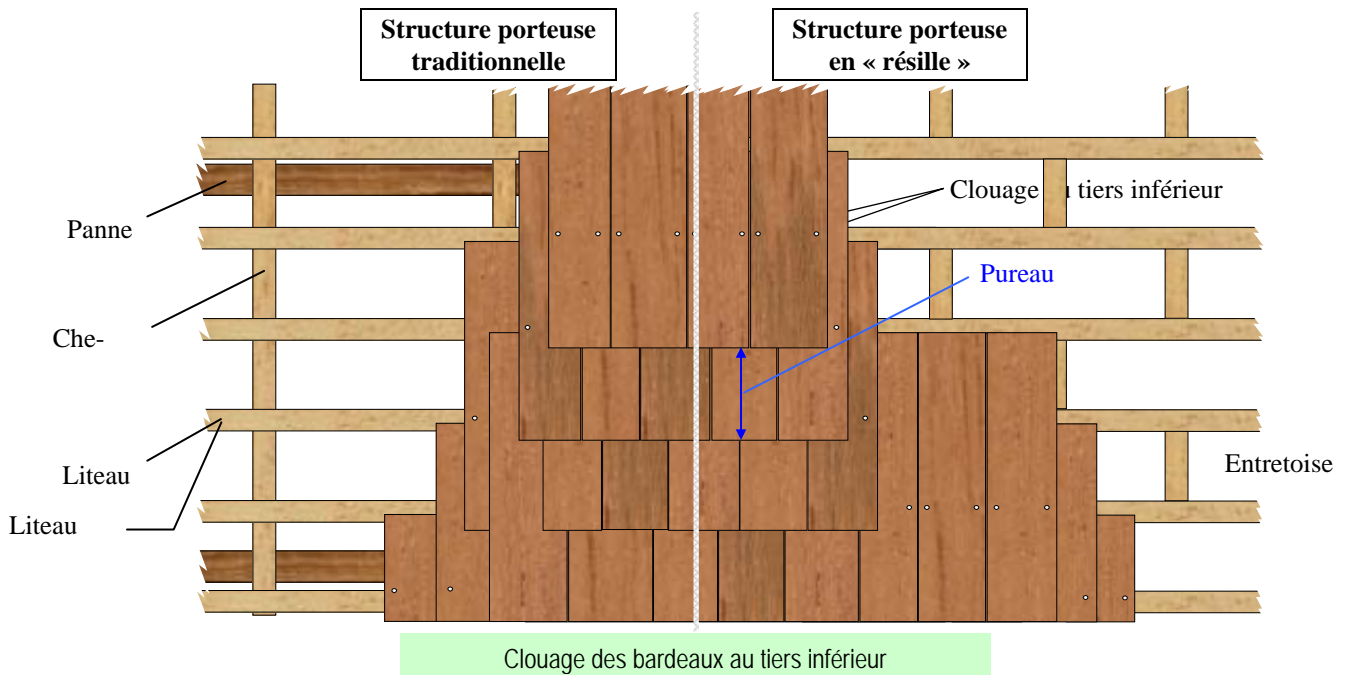 Structure porteuse
traditionnelle
Structure porteuse
en « résille »
Clouage u tiers inférieur
Panne
Pureau
Che-
Liteau
Entretoise
Liteau
Clouage des bardeaux au tiers inférieur